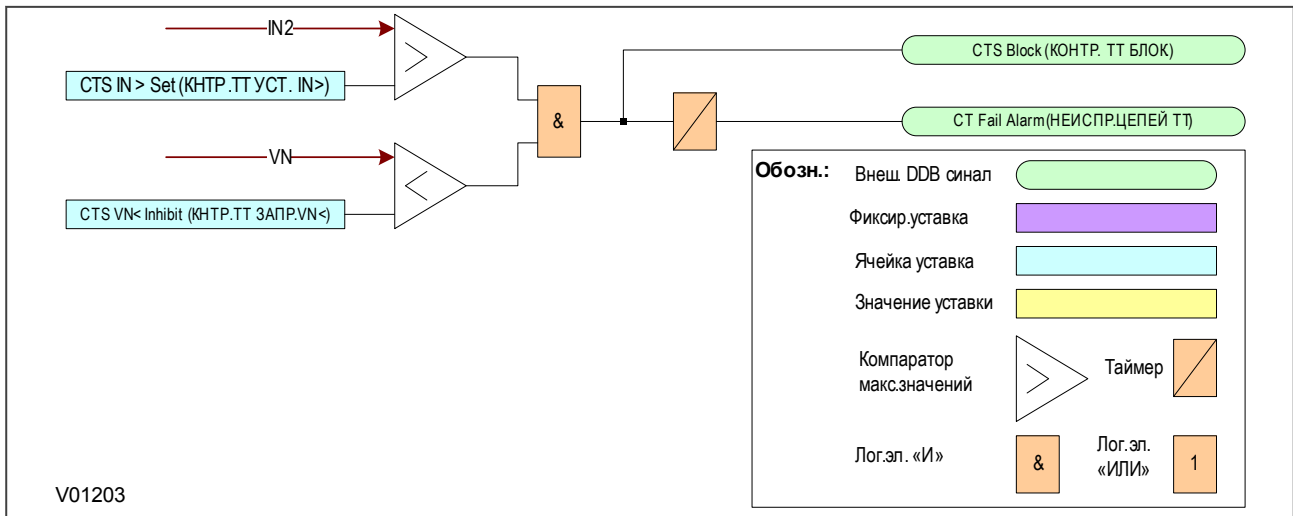 IN2
CTS IN > Set (КНТР.ТТ УСТ. IN>)
CTS Block (КОНТР. ТТ БЛОК)
&
CT Fail Alarm (НЕИСПР.ЦЕПЕЙ ТТ)
VN
CTS VN< Inhibit (КНТР.ТТ ЗАПР.VN<)
Обозн.:
Внеш. DDB синал
Фиксир.уставка
Ячейка уставка
Значение уставки
Компаратор
макс.значений
Таймер
Лог.эл. «И»
&
Лог.эл.
«ИЛИ»
1
V01203